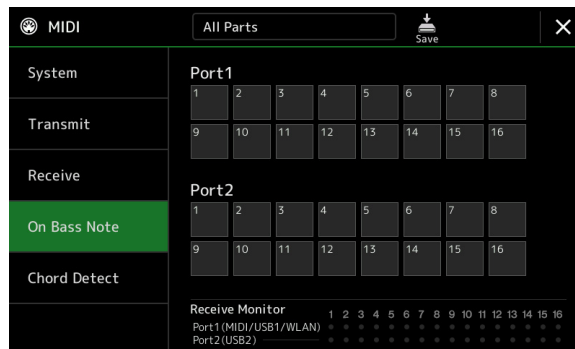 MIDI
All Parts
Save
System
Transmit
Receive
On Bass Note
Chord Detect
Port1
1 2 3 4 5 6 7 8
9 10 11 12 13 14 15 16
Port2
1 2 3 4 5 6 7 8
9 10 11 12 13 14 15 16
Receive Monitor 1 2 3 4 5 6 7 8 9 10 11 12 13 14 15 16
Port1(MIDI/USB1/WLAN)
Port2(USB2)